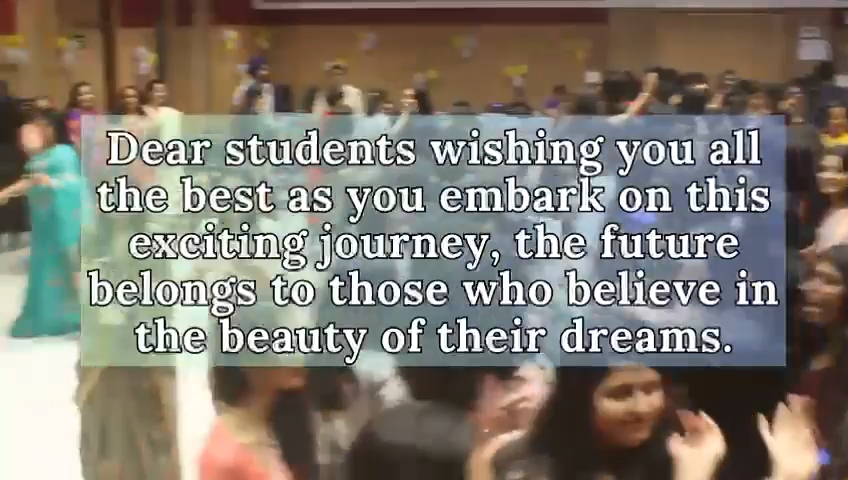 Dear students wishing you all
the best as you embark on this
exciting journey, the future
belongs to those who believe in
the beauty of their dreams.